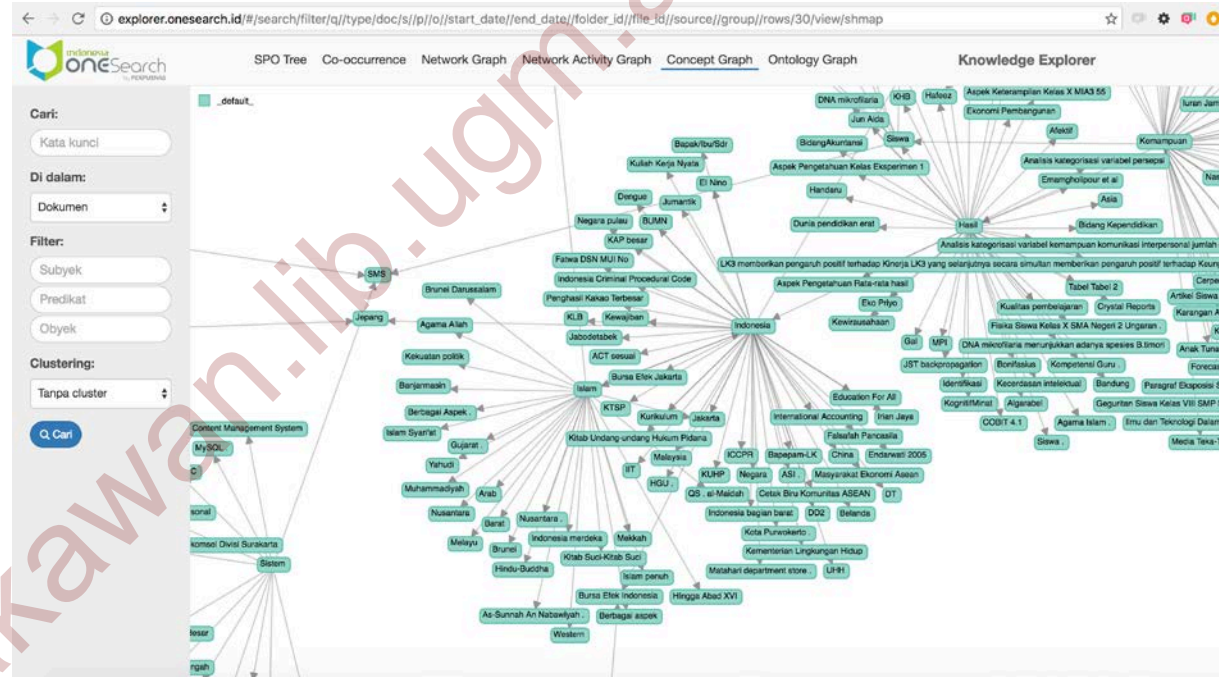 explorer.onesearch.id/#/search/filter/q//type/doc/s//p//o//start_date//end_date//folder_id//file_id//source//group//rows/30/view/shmap
indonesia
oneSearch
by PERPUSNAS
SPO Tree Co-occurrence Network Graph Network Activity Graph Concept Graph Ontology Graph Knowledge Explorer
Cari:
Kata kunci
Di dalam:
Dokumen
Filter:
Subyek
Predikat
Obyek
Clustering:
Tanpa cluster
Cari
_default_
DNA mikrofilaria
KHB
Hafeez
Aspek Keterampilan Kelas X MIA3 55
Ekonomi Pembangunan
Jun Aida
Afektif
BidangAkuntansi
Siswa
Kemampuan
Bapak/Ibu/Sdr
Kuliah Kerja Nyata
Aspek Pengetahuan Kelas Eksperimen 1
Analisis kategorisasi variabel persepsi
El Nino
Emamgholipour et al
Handaru
Dengue
Jumantik
Asia
Negara pulau
BUMN
Dunia pendidikan erat
Hasil
Bidang Kependidikan
KAP besar
Analisis kategorisasi variabel kemampuan komunikasi interpersonal jumlah
Fatwa DSN MUI No
LK3 memberikan pengaruh positif terhadap Kinerja LK3 yang selanjutnya secara simultan memberikan pengaruh positif terhadap Keung
SMS
Indonesia Criminal Procedural Code
Aspek Pengetahuan Rata-rata hasil
Tabel Tabel 2
Brunei Darussalam
Penghasil Kakao Terbesar
Eko Priyo
Artikel Siswa
Kualitas pembelajaran
Crystal Reports
Jepang
Agama Allah
KLB
Kewajiban
Indonesia
Kewirausahaan
Fisika Siswa Kelas X SMA Negeri 2 Ungaran .
Jabodetabek
Gal
MPI
DNA mikrofilaria menunjukkan adanya spesies B.timori
Anak Tuna
Kekuatan politik
ACT sesuai
JST backpropagation
Bonifasius
Kompetensi Guru .
Bursa Efek Jakarta
Identifikasi
Kecerdasan intelektual
Bandung
Paragraf Eksposisi S
Banjarmasin
Islam
Education For All
KognitifMinat
Algarabel
Geguritan Siswa Kelas VIII SMP
Berbagai Aspek .
KTSP
Kurikulum
Jakarta
International Accounting
Irian Jaya
COBIT 4.1
Agama Islam .
Ilmu dan Teknologi Dalam
Content Management System
Islam Syari'at
Kitab Undang-undang Hukum Pidana
Falsafah Pancasila
Siswa .
Media Teka-T
MySQL .
Gujarat .
Malaysia
ICCPR
Bapepam-LK
China
Endarwati 2005
Yahudi
IIT
KUHP
Negara
ASI .
Masyarakat Ekonomi Asean
HGU .
Muhammadiyah
Arab
QS . al-Maidah
Cetak Biru Komunitas ASEAN
DT
Nusantara
Barat
Nusantara .
Indonesia bagian barat
DD2
Belanda
Melayu
Brunei
Indonesia merdeka
Mekkah
Kota Purwokerto .
komsel Divisi Surakarta
Kitab Suci-Kitab Suci
Kementerian Lingkungan Hidup
Sistem
Hindu-Buddha
Islam penuh
Matahari department store .
UHH
Bursa Efek Indonesia
Hingga Abad XVI
As-Sunnah An Nabawiyah .
Berbagai aspek
Western